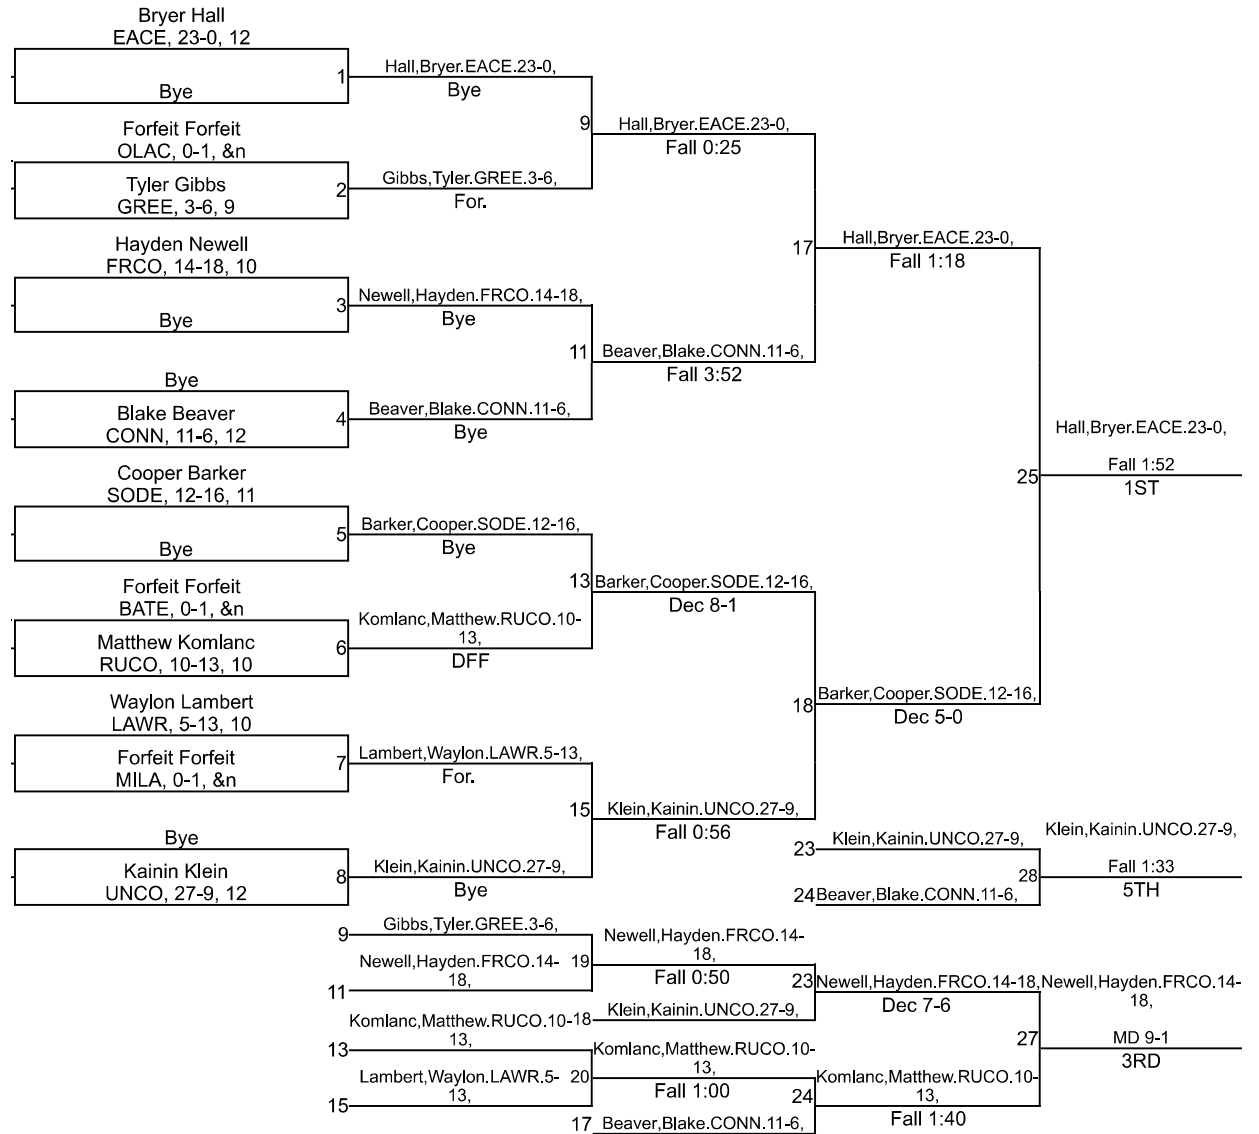 Bryer Hall
EACE, 23-0, 12
1
Bye
Hall,Bryer.EACE.23-0,
Bye
Forfeit Forfeit
OLAC, 0-1, &n
Tyler Gibbs
2
GREE, 3-6, 9
Gibbs,Tyler.GREE.3-6,
For.
9
Hall,Bryer.EACE.23-0,
Fall 0:25
Hayden Newell
FRCO, 14-18, 10
3
Bye
Newell,Hayden.FRCO.14-18,
Bye
Bye
Blake Beaver
4
CONN, 11-6, 12
Beaver,Blake.CONN.11-6,
Bye
11
Beaver,Blake.CONN.11-6,
Fall 3:52
17
Hall,Bryer.EACE.23-0,
Fall 1:18
Cooper Barker
SODE, 12-16, 11
5
Bye
Barker,Cooper.SODE.12-16,
Bye
Forfeit Forfeit
BATE, 0-1, &n
Matthew Komlanc
6
RUCO, 10-13, 10
Komlanc,Matthew.RUCO.10-
13,
DFF
13
Barker,Cooper.SODE.12-16,
Dec 8-1
Waylon Lambert
LAWR, 5-13, 10
Forfeit Forfeit
7
MILA, 0-1, &n
Lambert,Waylon.LAWR.5-13,
For.
Bye
Kainin Klein
8
UNCO, 27-9, 12
Klein,Kainin.UNCO.27-9,
Bye
15
Klein,Kainin.UNCO.27-9,
Fall 0:56
18
Barker,Cooper.SODE.12-16,
Dec 5-0
25
Hall,Bryer.EACE.23-0,
Fall 1:52
1ST
23
Klein,Kainin.UNCO.27-9,
24
Beaver,Blake.CONN.11-6,
28
Klein,Kainin.UNCO.27-9,
Fall 1:33
5TH
9
Gibbs,Tyler.GREE.3-6,
11
Newell,Hayden.FRCO.14-
18,
19
Newell,Hayden.FRCO.14-
18,
Fall 0:50
18
Klein,Kainin.UNCO.27-9,
23
Newell,Hayden.FRCO.14-18,
Dec 7-6
13
Komlanc,Matthew.RUCO.10-
13,
15
Lambert,Waylon.LAWR.5-
13,
20
Komlanc,Matthew.RUCO.10-
13,
Fall 1:00
17
Beaver,Blake.CONN.11-6,
24
Komlanc,Matthew.RUCO.10-
13,
Fall 1:40
27
Newell,Hayden.FRCO.14-
18,
MD 9-1
3RD